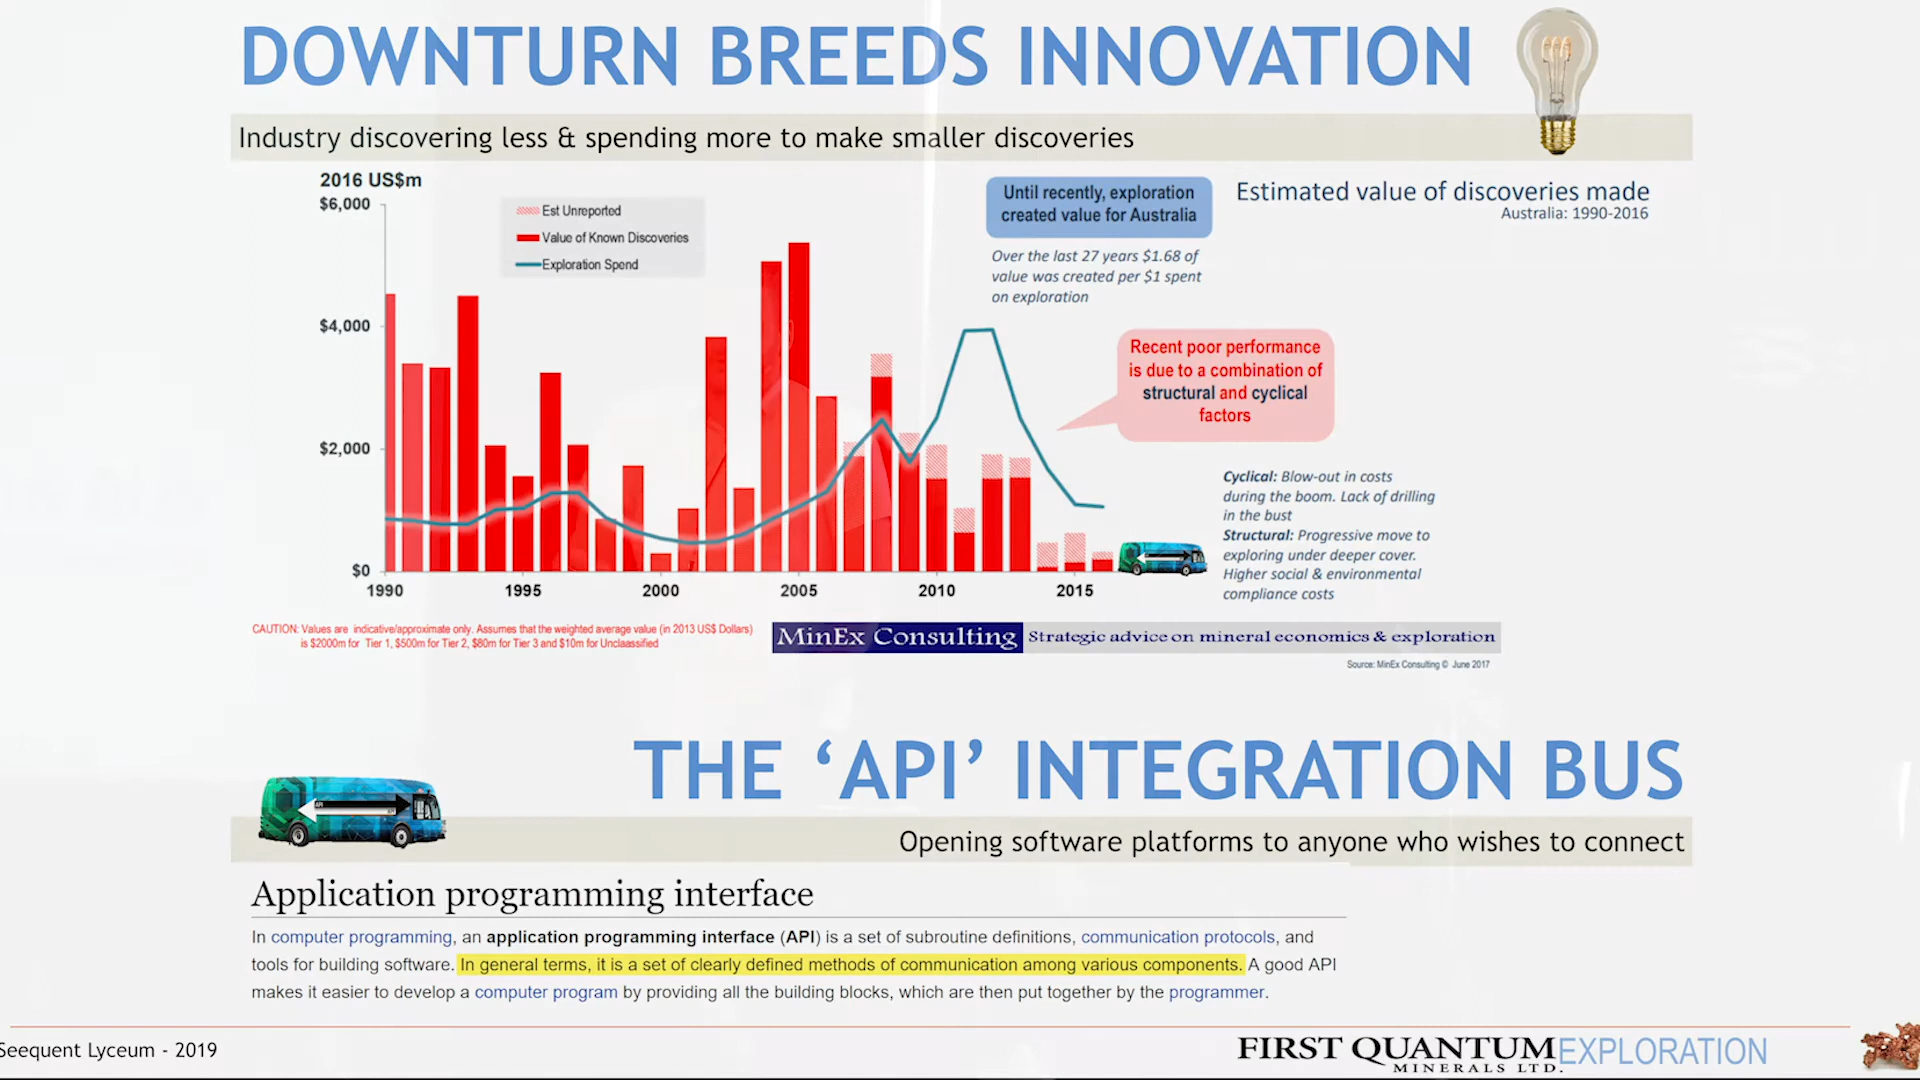 DOWNTURN BREEDS INNOVATION
Industry discovering less & spending more to make smaller discoveries
2016 US$m
$6,000
$4,000
$2,000
$0
Est Unreported
Value of Known Discoveries
Exploration Spend
1990
1995
2000
2005
2010
2015
Until recently, exploration
created value for Australia
Over the last 27 years $1.68 of
value was created per $1 spent
on exploration
Estimated value of discoveries made
Australia: 1990-2016
Recent poor performance
is due to a combination of
structural and cyclical
factors
Cyclical: Blow-out in costs
during the boom. Lack of drilling
in the bust
Structural: Progressive move to
exploring under deeper cover.
Higher social & environmental
compliance costs
CAUTION: Values are indicative/approximate only. Assumes that the weighted average value (in 2013 US$ Dollars)
is $2000m for Tier 1, $500m for Tier 2, $80m for Tier 3 and $10m for Unclaassified
MinEx Consulting Strategic advice on mineral economics & exploration
Source: MinEx Consulting © June 2017
THE ‘API’ INTEGRATION BUS
Opening software platforms to anyone who wishes to connect
API
Application programming interface
In computer programming, an application programming interface (API) is a set of subroutine definitions, communication protocols, and
tools for building software. In general terms, it is a set of clearly defined methods of communication among various components. A good API
makes it easier to develop a computer program by providing all the building blocks, which are then put together by the programmer.
Seequent Lyceum - 2019
FIRST QUANTUM EXPLORATION
MINERALS LTD.